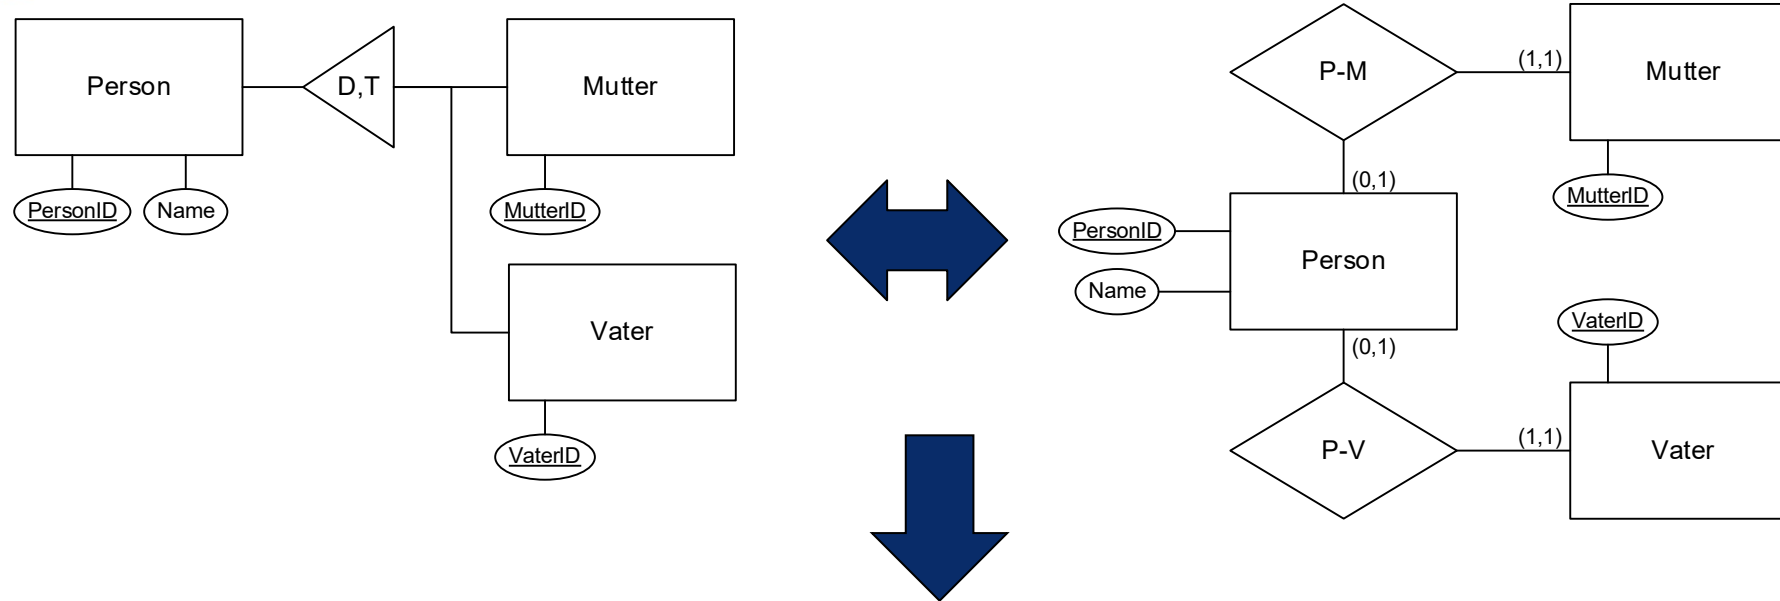 Person
D,T
Mutter
PersonID
Name
MutterID
Vater
VaterID
P-M
(1,1)
Mutter
(0,1)
MutterID
PersonID
Person
Name
VaterID
(0,1)
P-V
(1,1)
Vater